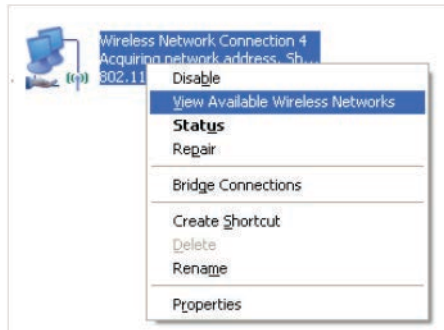 Wireless Network Connection 4
Acquiring network address, Sh...
802.11
Disable
View Available Wireless Networks
Status
Repair
Bridge Connections
Create Shortcut
Delete
Rename
Properties